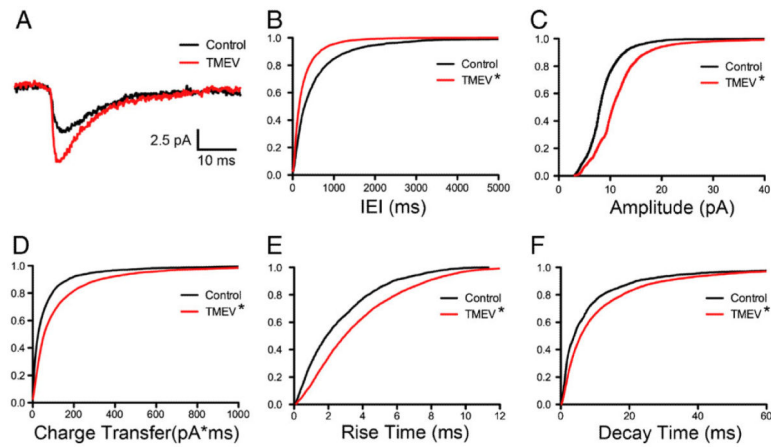 A
Control
TMEV
2.5 pA
10 ms
B
1.0
0.8
0.6
0.4
0.2
0.0
0 1000 2000 3000 4000 5000
IEI (ms)
Control
TMEV *
C
1.0
0.8
0.6
0.4
0.2
0.0
0 10 20 30 40
Amplitude (pA)
Control
TMEV *
D
1.0
0.8
0.6
0.4
0.2
0.0
0 200 400 600 800 1000
Charge Transfer(pA*ms)
Control
TMEV *
E
1.0
0.8
0.6
0.4
0.2
0.0
0 2 4 6 8 10 12
Rise Time (ms)
Control
TMEV *
F
1.0
0.8
0.6
0.4
0.2
0.0
0 20 40 60
Decay Time (ms)
Control
TMEV *